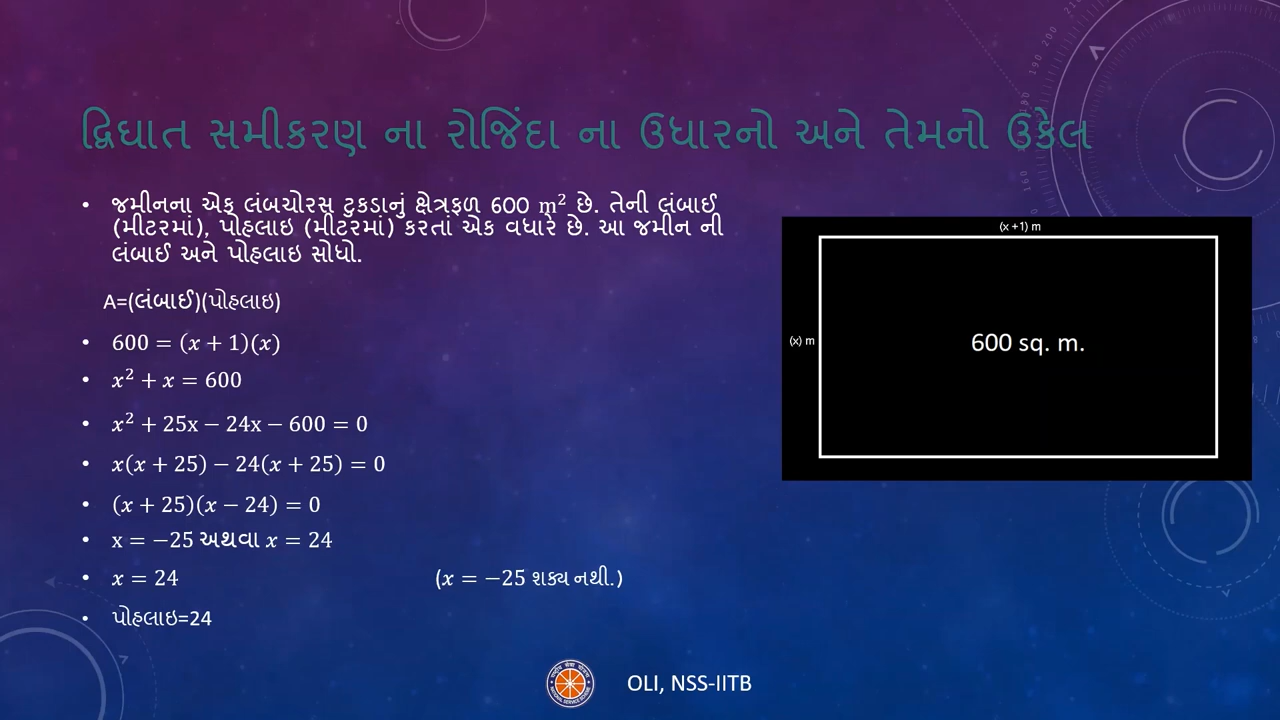 દ્વિઘાત સમીકરણ ના રોજિંદા ના ઉધારનો અને તેમનો ઉકેલ
• જમીનના એક લંબચોરસ ટુકડાનું ક્ષેત્રફળ 600 m² છે. તેની લંબાઈ
(મીટરમાં), પોહલાઇ (મીટરમાં) કરતાં એક વધારે છે. આ જમીન ની
લંબાઈ અને પોહલાઇ સોધો.
A=(લંબાઈ)(પોહલાઇ)
• 600 = (x + 1)(x)
• x² + x = 600
• x² + 25x − 24x − 600 = 0
• x(x + 25) − 24(x + 25) = 0
• (x + 25)(x − 24) = 0
• x = −25 અથવા x = 24
• x = 24 (x = −25 શક્ય નથી.)
• પોહલાઇ=24
(x +1) m
(x) m
600 sq. m.
OLI, NSS-IITB